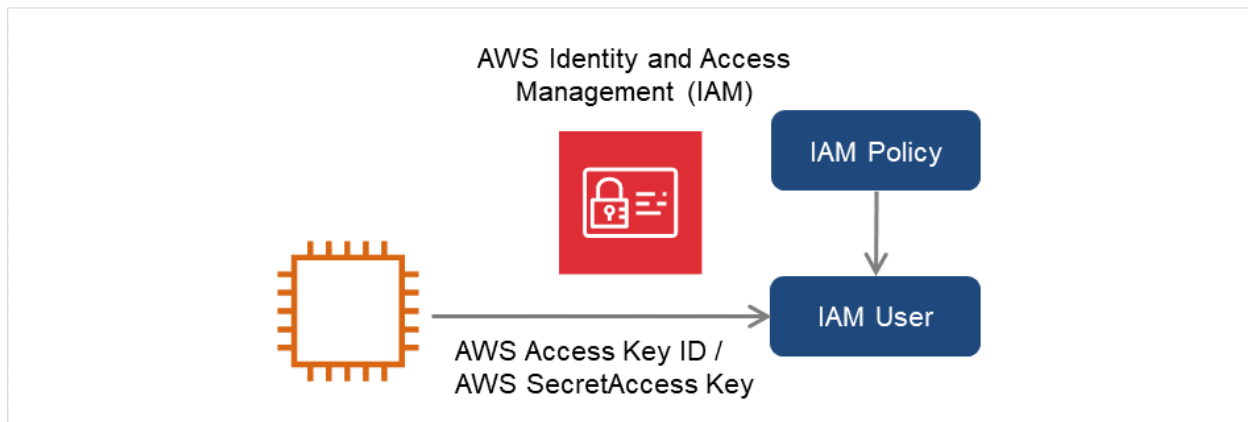 AWS Identity and Access
Management (IAM)
IAM Policy
IAM User
AWS Access Key ID /
AWS SecretAccess Key